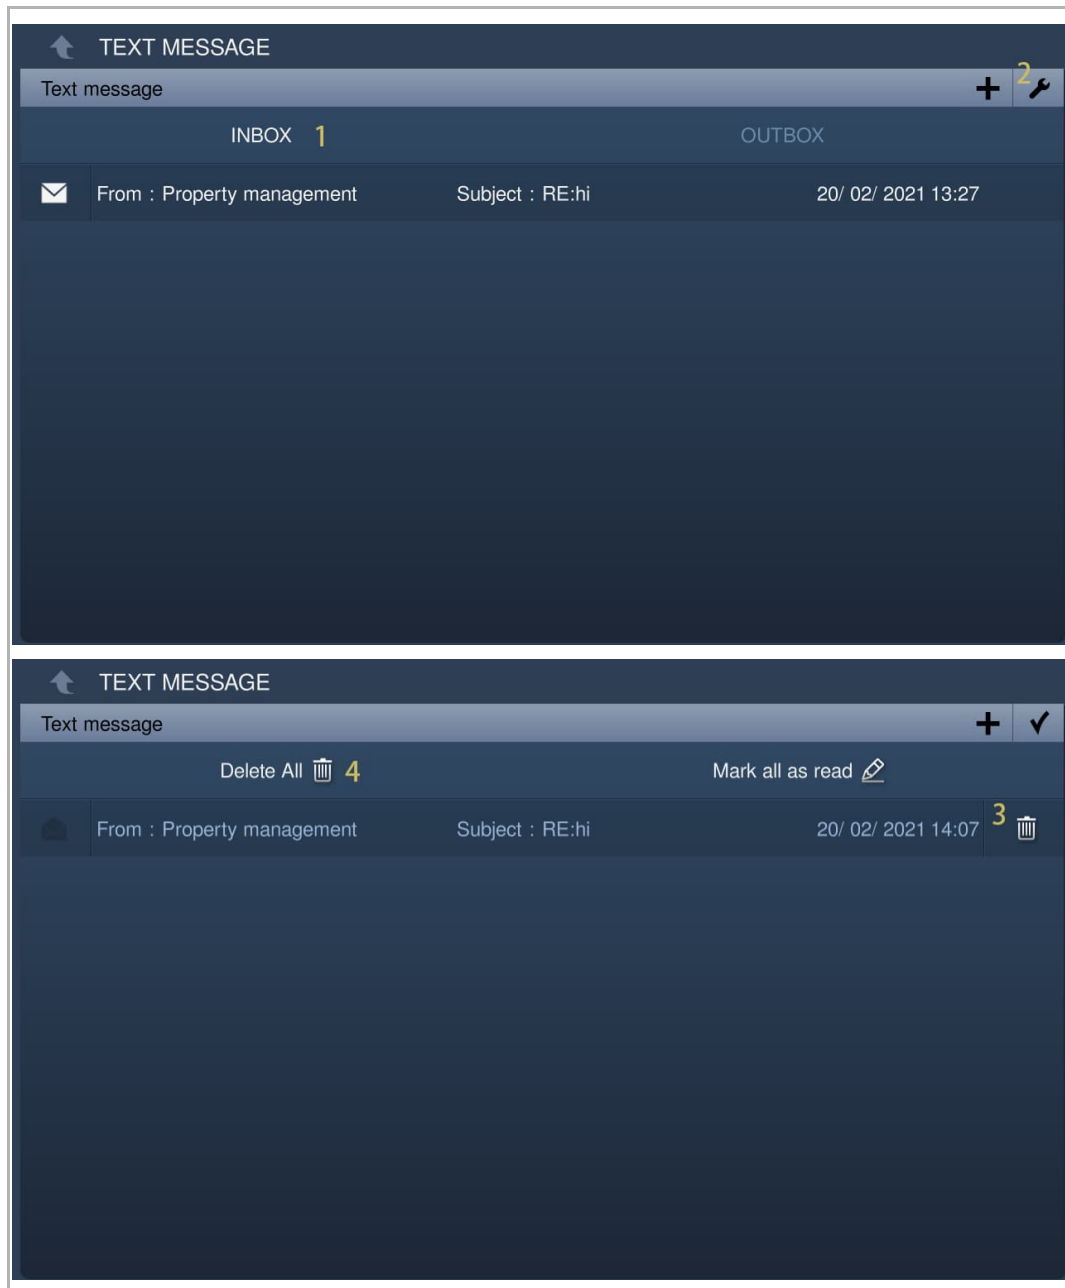 TEXT MESSAGE
Text message 2
INBOX 1 OUTBOX
From : Property management Subject : RE:hi 20/ 02/ 2021 13:27
TEXT MESSAGE
Text message
Delete All 4 Mark all as read
From : Property management Subject : RE:hi 20/ 02/ 2021 14:07 3